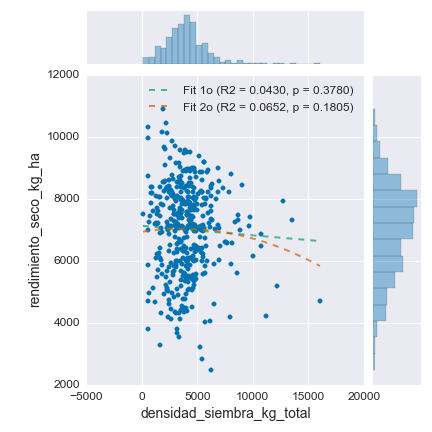 12000
10000
8000
6000
4000
2000
rendimiento_seco_kg_ha
Fit 1o (R2 = 0.0430, p = 0.3780)
Fit 2o (R2 = 0.0652, p = 0.1805)
−5000 0 5000 10000 15000 20000
densidad_siembra_kg_total